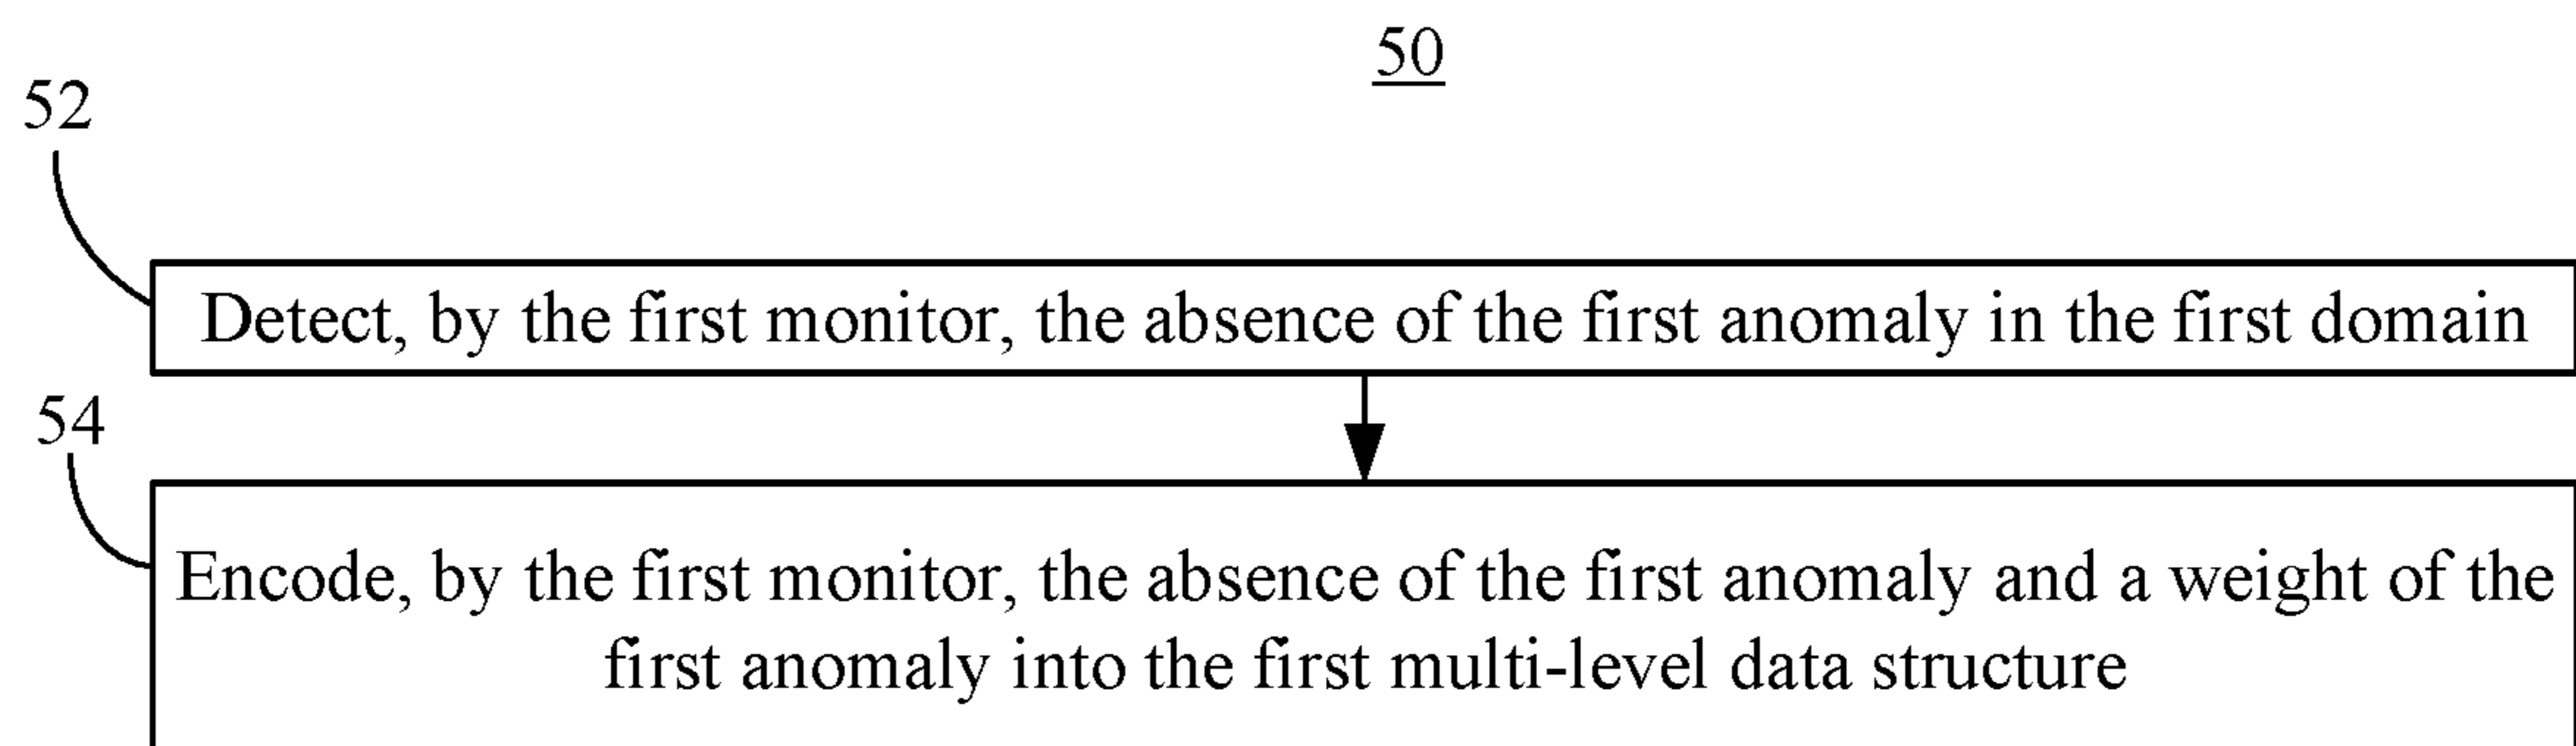 50
52
Detect, by the first monitor, the absence of the first anomaly in the first domain
54
Encode, by the first monitor, the absence of the first anomaly and a weight of the
first anomaly into the first multi-level data structure